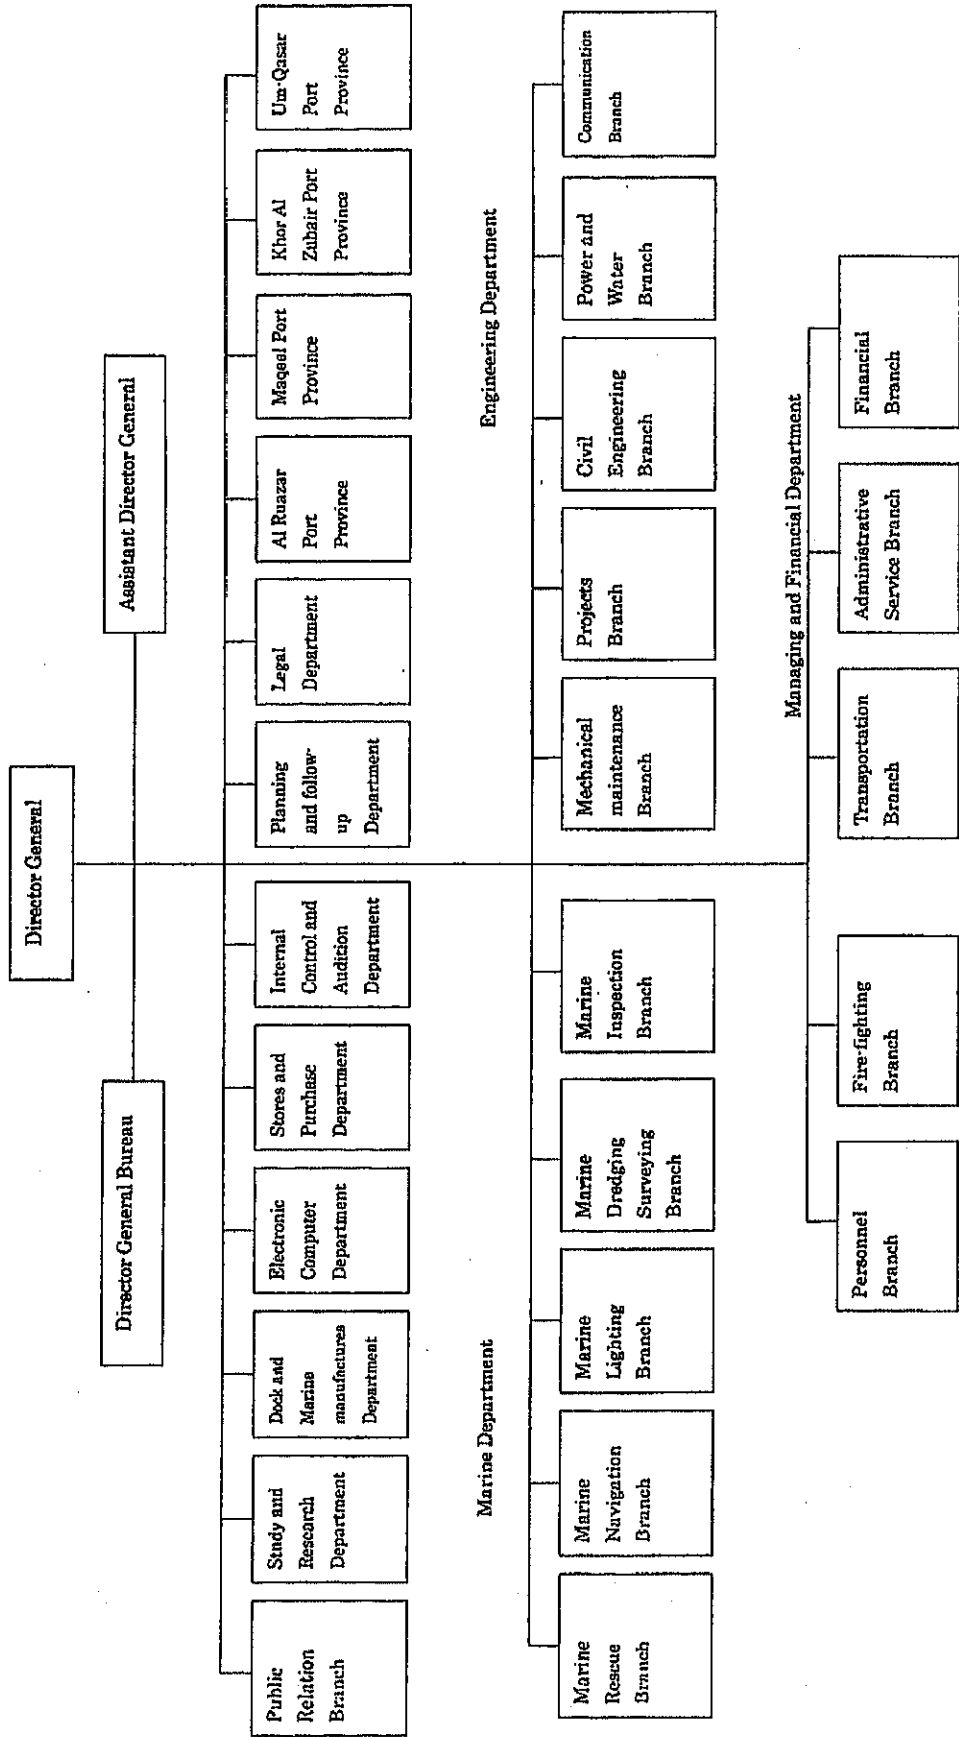 Director General
Director General Bureau
Assistant Director General
Public
Relation
Branch
Study and
Research
Department
Dock and
Marine
manufactures
Department
Electronic
Computer
Department
Stores and
Purchase
Department
Internal
Control and
Audition
Department
Planning
and follow-
up
Department
Legal
Department
Al Ruazar
Port
Province
Maqeel Port
Province
Khor Al
Zubair Port
Province
Um-Qasar
Port
Province
Marine Department
Engineering Department
Marine
Rescue
Branch
Marine
Navigation
Branch
Marine
Lighting
Branch
Marine
Dredging
Surveying
Branch
Marine
Inspection
Branch
Mechanical
maintenance
Branch
Projects
Branch
Civil
Engineering
Branch
Power and
Water
Branch
Communication
Branch
Managing and Financial Department
Personnel
Branch
Fire-fighting
Branch
Transportation
Branch
Administrative
Service Branch
Financial
Branch